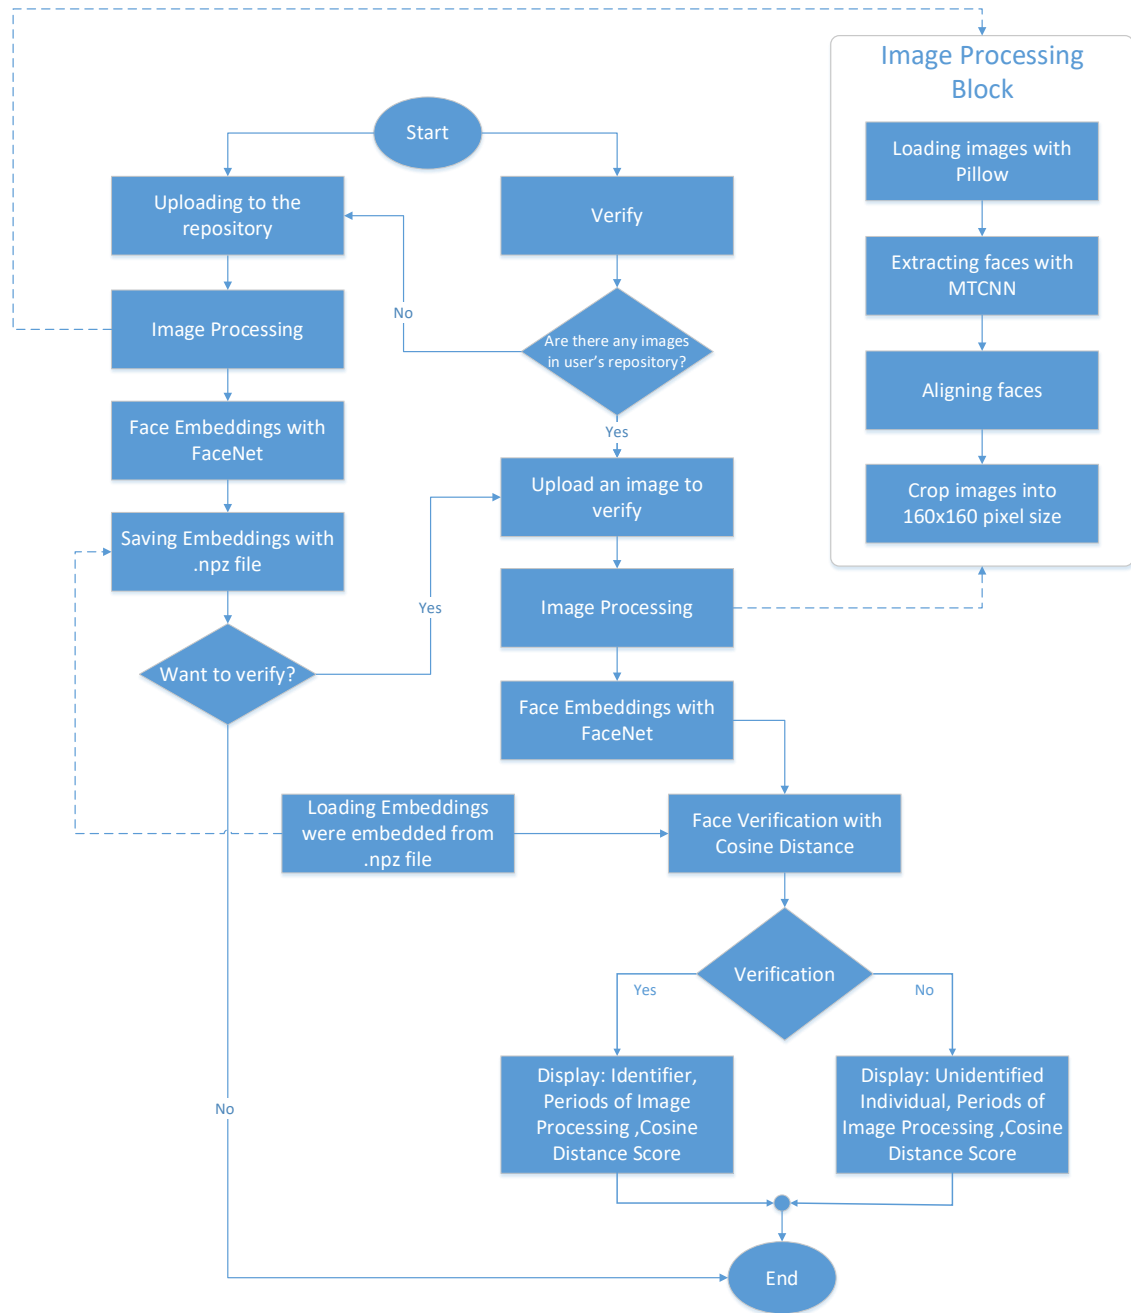 Image Processing
Block
Start
Loading images with
Pillow
Uploading to the
repository
Verify
Extracting faces with
MTCNN
No
Image Processing
Are there any images
in user's repository?
Aligning faces
Face Embeddings with
FaceNet
Yes
Upload an image to
verify
Crop images into
160x160 pixel size
Saving Embeddings with
.npz file
Yes
Image Processing
Want to verify?
Face Embeddings with
FaceNet
Loading Embeddings
were embedded from
.npz file
Face Verification with
Cosine Distance
Verification
Yes
No
Display: Identifier,
Periods of Image
Processing ,Cosine
Distance Score
Display: Unidentified
Individual, Periods of
Image Processing ,Cosine
Distance Score
No
End